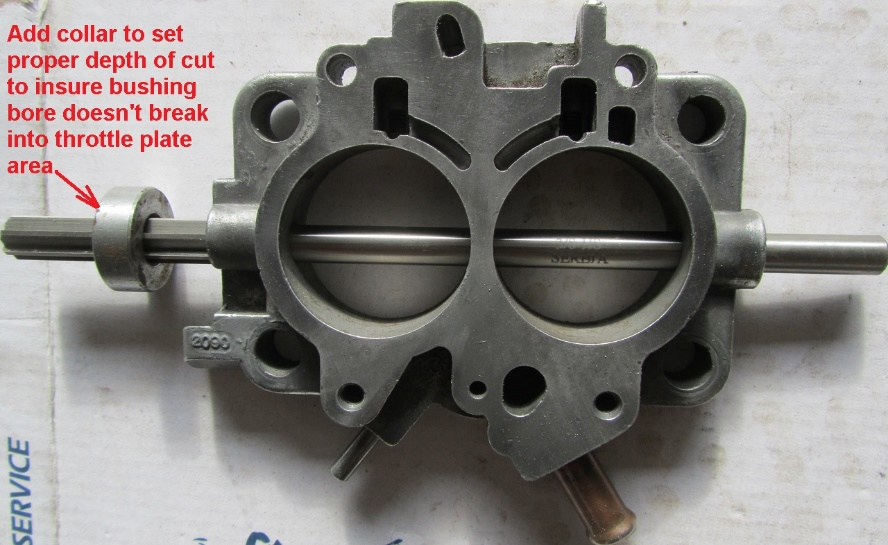 Add collar to set
proper depth of cut
to insure bushing
bore doesn't break
into throttle plate
area.
SERBIA
2090
SERVICE